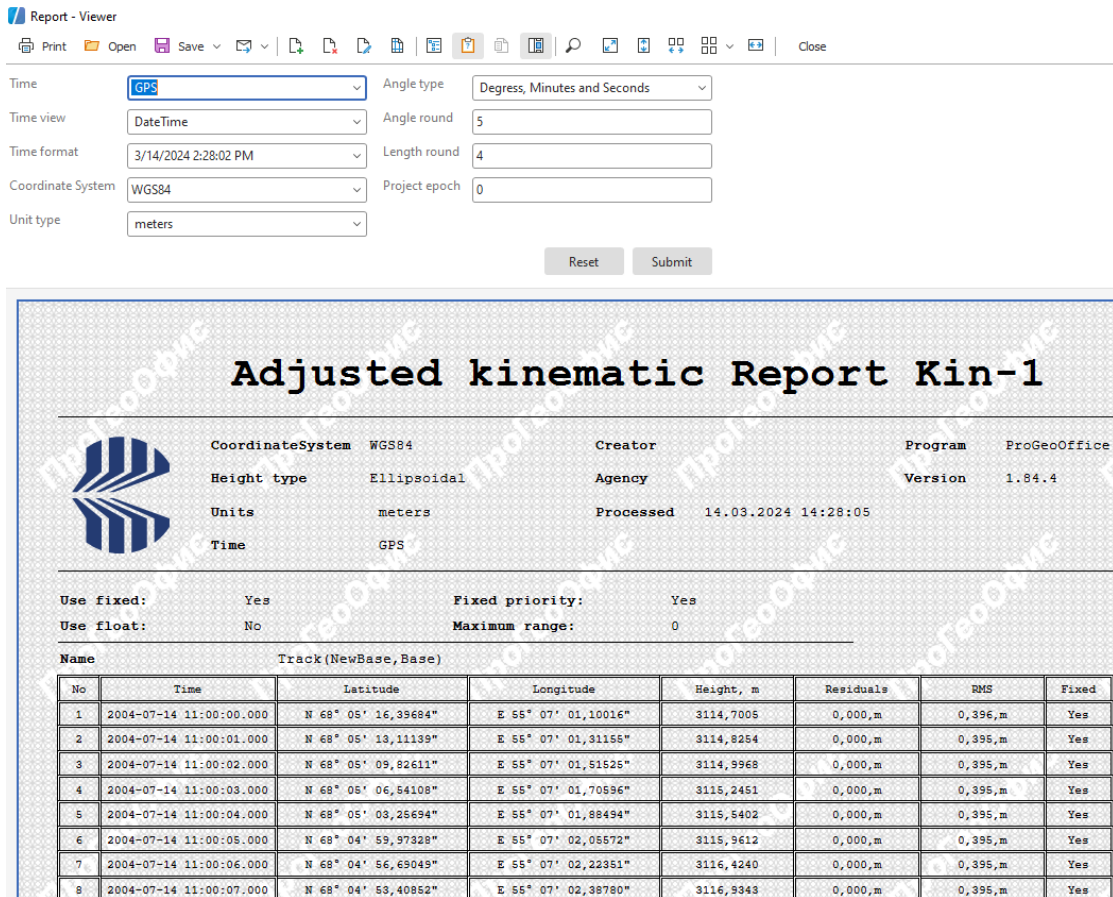 Report - Viewer
Print Open Save Close
Time GPS Angle type Degress, Minutes and Seconds
Time view DateTime Angle round 5
Time format 3/14/2024 2:28:02 PM Length round 4
Coordinate System WGS84 Project epoch 0
Unit type meters
Reset Submit
Adjusted kinematic Report Kin-1
CoordinateSystem WGS84 Creator Program ProGeoOffice
Height type Ellipsoidal Agency Version 1.84.4
Units meters Processed 14.03.2024 14:28:05
Time GPS
Use fixed: Yes Fixed priority: Yes
Use float: No Maximum range: 0
Name Track(NewBase,Base)
No Time Latitude Longitude Height, m Residuals RMS Fixed
1 2004-07-14 11:00:00.000 N 68° 05' 16,39684" E 55° 07' 01,10016" 3114,7005 0,000,m 0,396,m Yes
2 2004-07-14 11:00:01.000 N 68° 05' 13,11139" E 55° 07' 01,31155" 3114,8254 0,000,m 0,395,m Yes
3 2004-07-14 11:00:02.000 N 68° 05' 09,82611" E 55° 07' 01,51525" 3114,9968 0,000,m 0,395,m Yes
4 2004-07-14 11:00:03.000 N 68° 05' 06,54108" E 55° 07' 01,70596" 3115,2451 0,000,m 0,395,m Yes
5 2004-07-14 11:00:04.000 N 68° 05' 03,25694" E 55° 07' 01,88494" 3115,5402 0,000,m 0,395,m Yes
6 2004-07-14 11:00:05.000 N 68° 04' 59,97328" E 55° 07' 02,05572" 3115,9612 0,000,m 0,395,m Yes
7 2004-07-14 11:00:06.000 N 68° 04' 56,69049" E 55° 07' 02,22351" 3116,4240 0,000,m 0,395,m Yes
8 2004-07-14 11:00:07.000 N 68° 04' 53,40852" E 55° 07' 02,38780" 3116,9343 0,000,m 0,395,m Yes
ПроГеоОфис